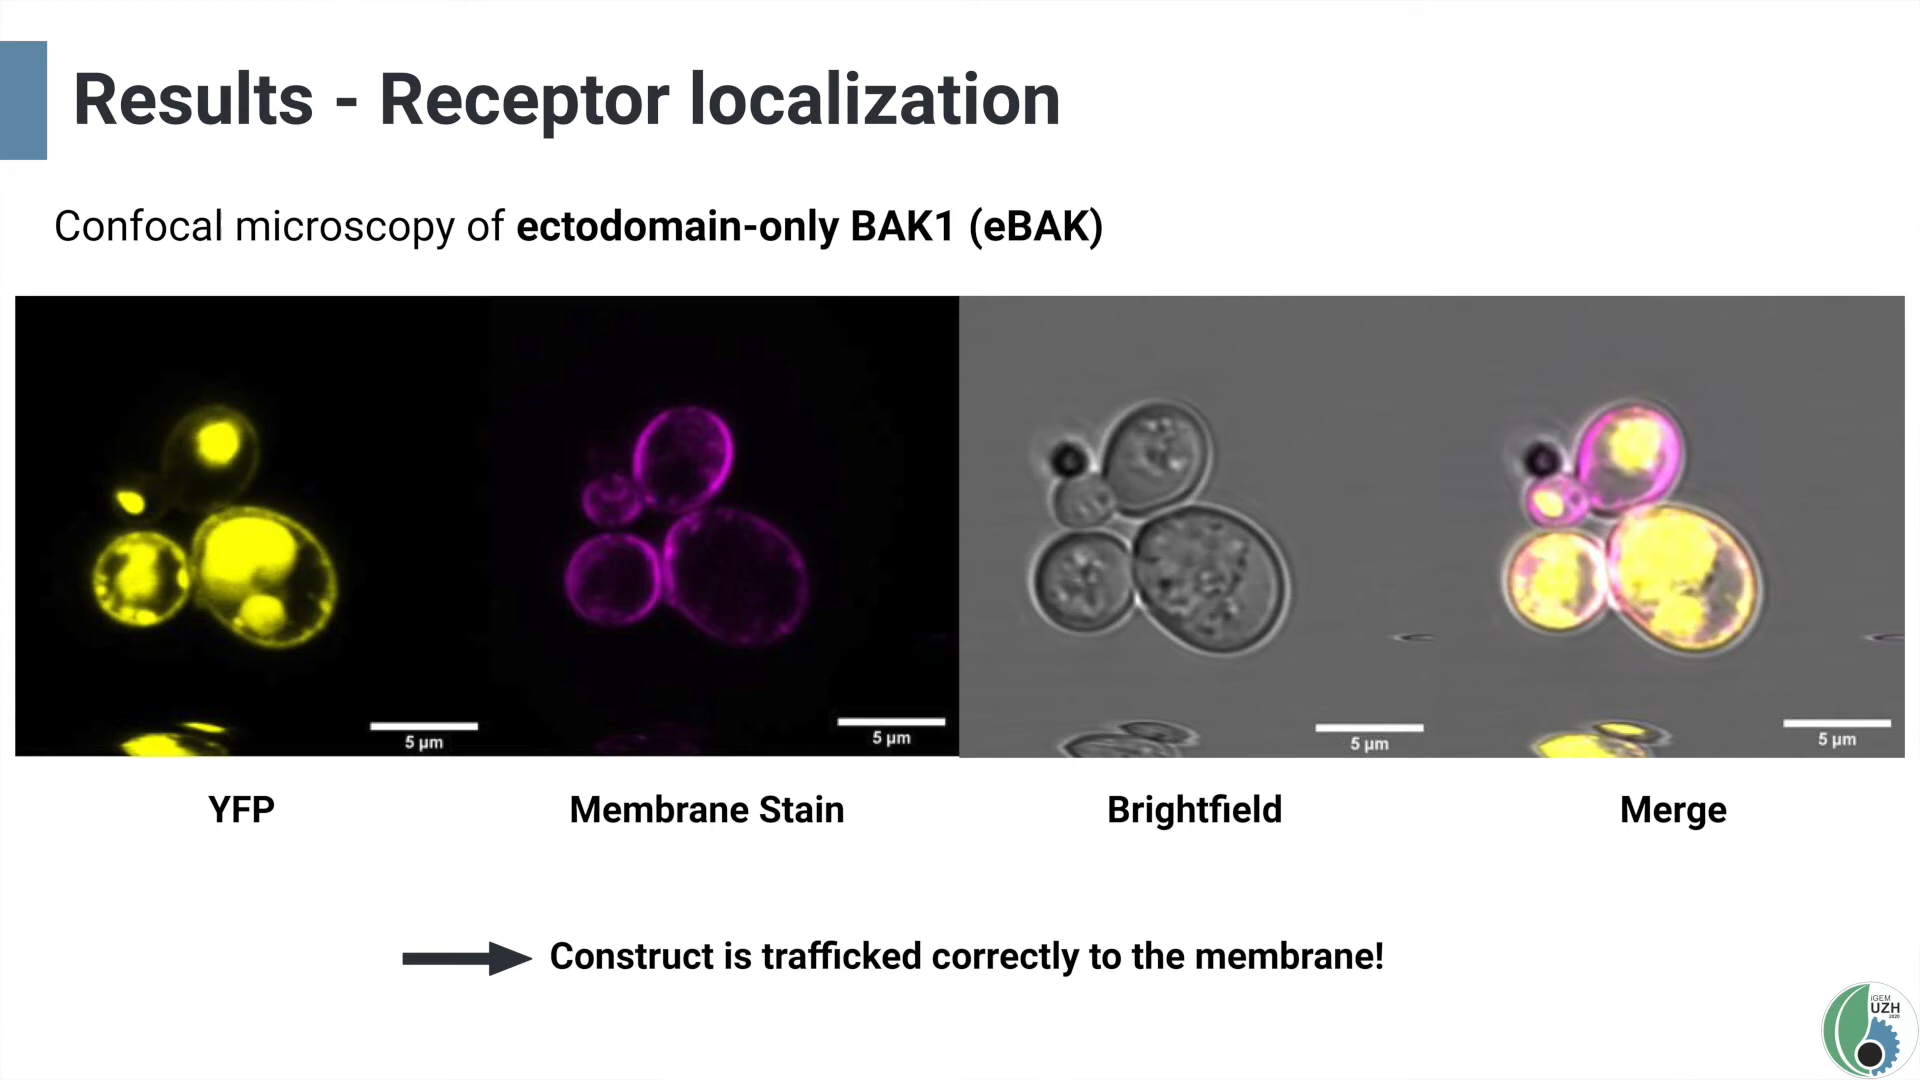 Results - Receptor localization
Confocal microscopy of ectodomain-only BAK1 (eBAK)
5 µm
5 µm
5 µm
5 µm
YFP
Membrane Stain
Brightfield
Merge
Construct is trafficked correctly to the membrane!
iGEM
UZH
2020